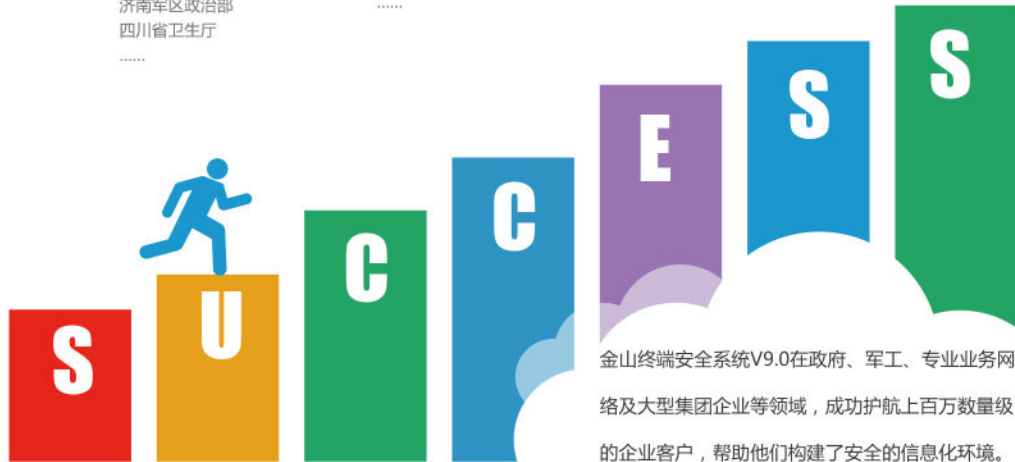 济南军区政治部
......
四川省卫生厅
......
SUCCESS
金山终端安全系统V9.0在政府、军工、专业业务网
络及大型集团企业等领域，成功护航上百万数量级
的企业客户，帮助他们构建了安全的信息化环境。